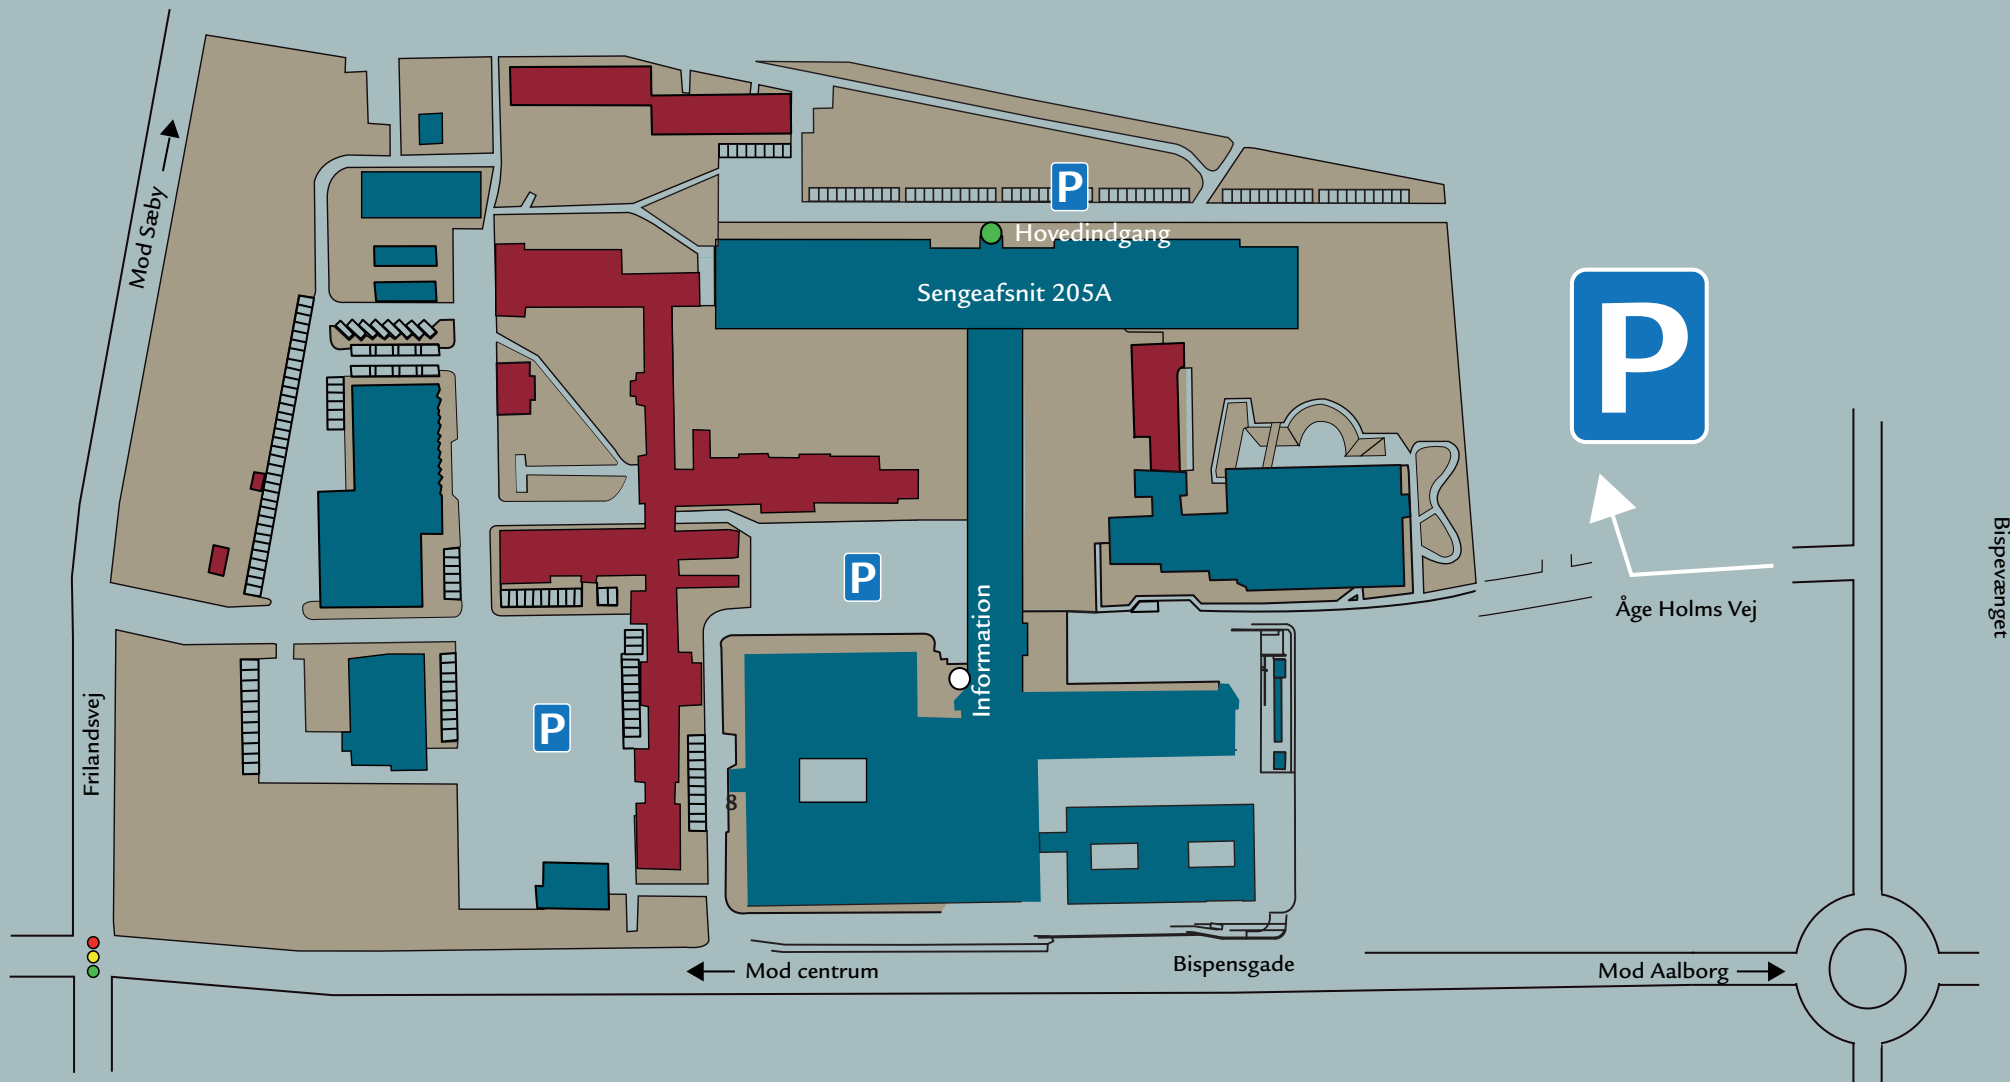 P
Hovedindgang
Sengeafsnit 205A
Mod Sæby
P
P
Information
Åge Holms Vej
Bispevænget
P
Frilandsvej
8
Mod centrum
Bispensgade
Mod Aalborg